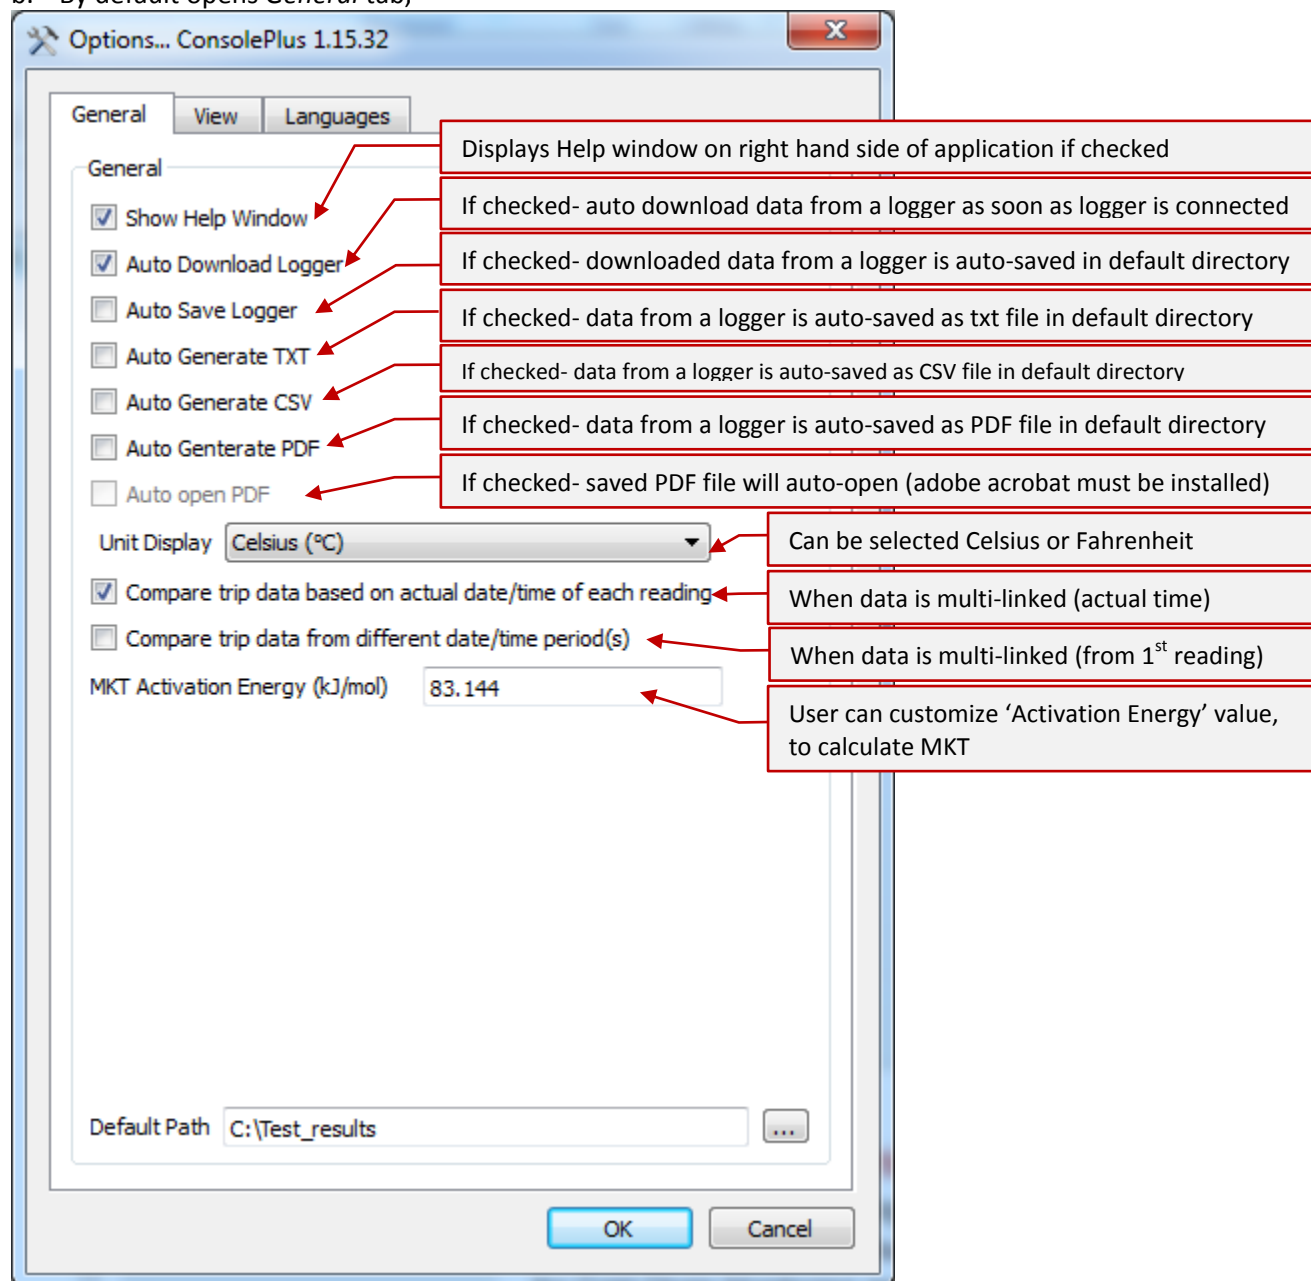 b. By default opens General tab,
Options... ConsolePlus 1.15.32
General View Languages
General
Displays Help window on right hand side of application if checked
Show Help Window
If checked- auto download data from a logger as soon as logger is connected
Auto Download Logger
If checked- downloaded data from a logger is auto-saved in default directory
Auto Save Logger
If checked- data from a logger is auto-saved as txt file in default directory
Auto Generate TXT
If checked- data from a logger is auto-saved as CSV file in default directory
Auto Generate CSV
If checked- data from a logger is auto-saved as PDF file in default directory
Auto Genterate PDF
If checked- saved PDF file will auto-open (adobe acrobat must be installed)
Auto open PDF
Unit Display Celsius (°C)
Can be selected Celsius or Fahrenheit
Compare trip data based on actual date/time of each reading
When data is multi-linked (actual time)
Compare trip data from different date/time period(s)
When data is multi-linked (from 1st reading)
MKT Activation Energy (kJ/mol) 83.144
User can customize ‘Activation Energy’ value,
to calculate MKT
Default Path C:\Test_results ...
OK Cancel